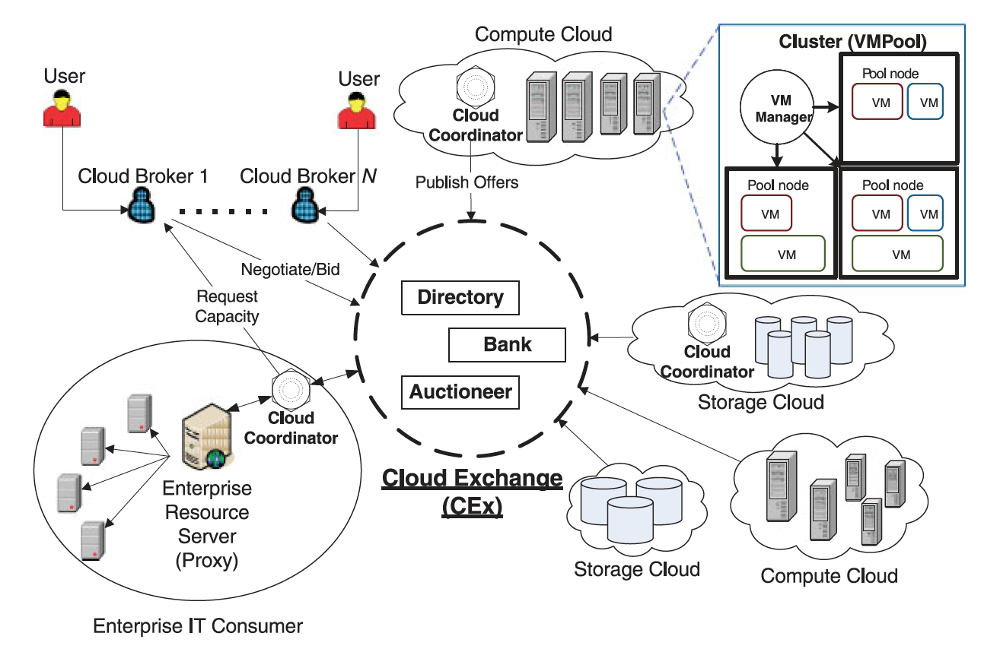 Compute Cloud
Cluster (VMPool)
User
User
Cloud
Coordinator
VM
Manager
Pool node
VM
VM
Cloud Broker 1
Cloud Broker N
Publish Offers
Pool node
VM
VM
Pool node
VM
VM
VM
Negotiate/Bid
Request
Capacity
Directory
Bank
Auctioneer
Cloud Exchange
(CEx)
Cloud
Coordinator
Storage Cloud
Cloud
Coordinator
Enterprise
Resource
Server
(Proxy)
Enterprise IT Consumer
Storage Cloud
Compute Cloud